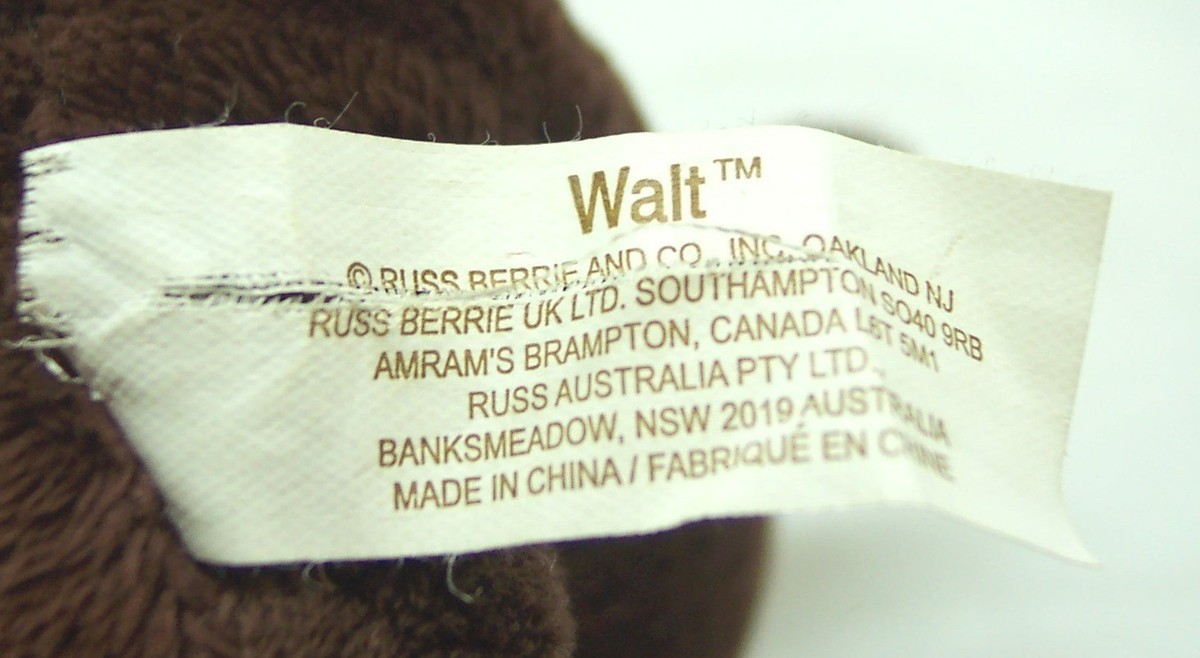 Walt™
© RUSS BERRIE AND CO., INC. OAKLAND NJ
RUSS BERRIE UK LTD. SOUTHAMPTON SO40 9RB
AMRAM'S BRAMPTON, CANADA L6T 5M1
RUSS AUSTRALIA PTY LTD.,
BANKSMEADOW, NSW 2019 AUSTRALIA
MADE IN CHINA / FABRIQUÉ EN CHINE